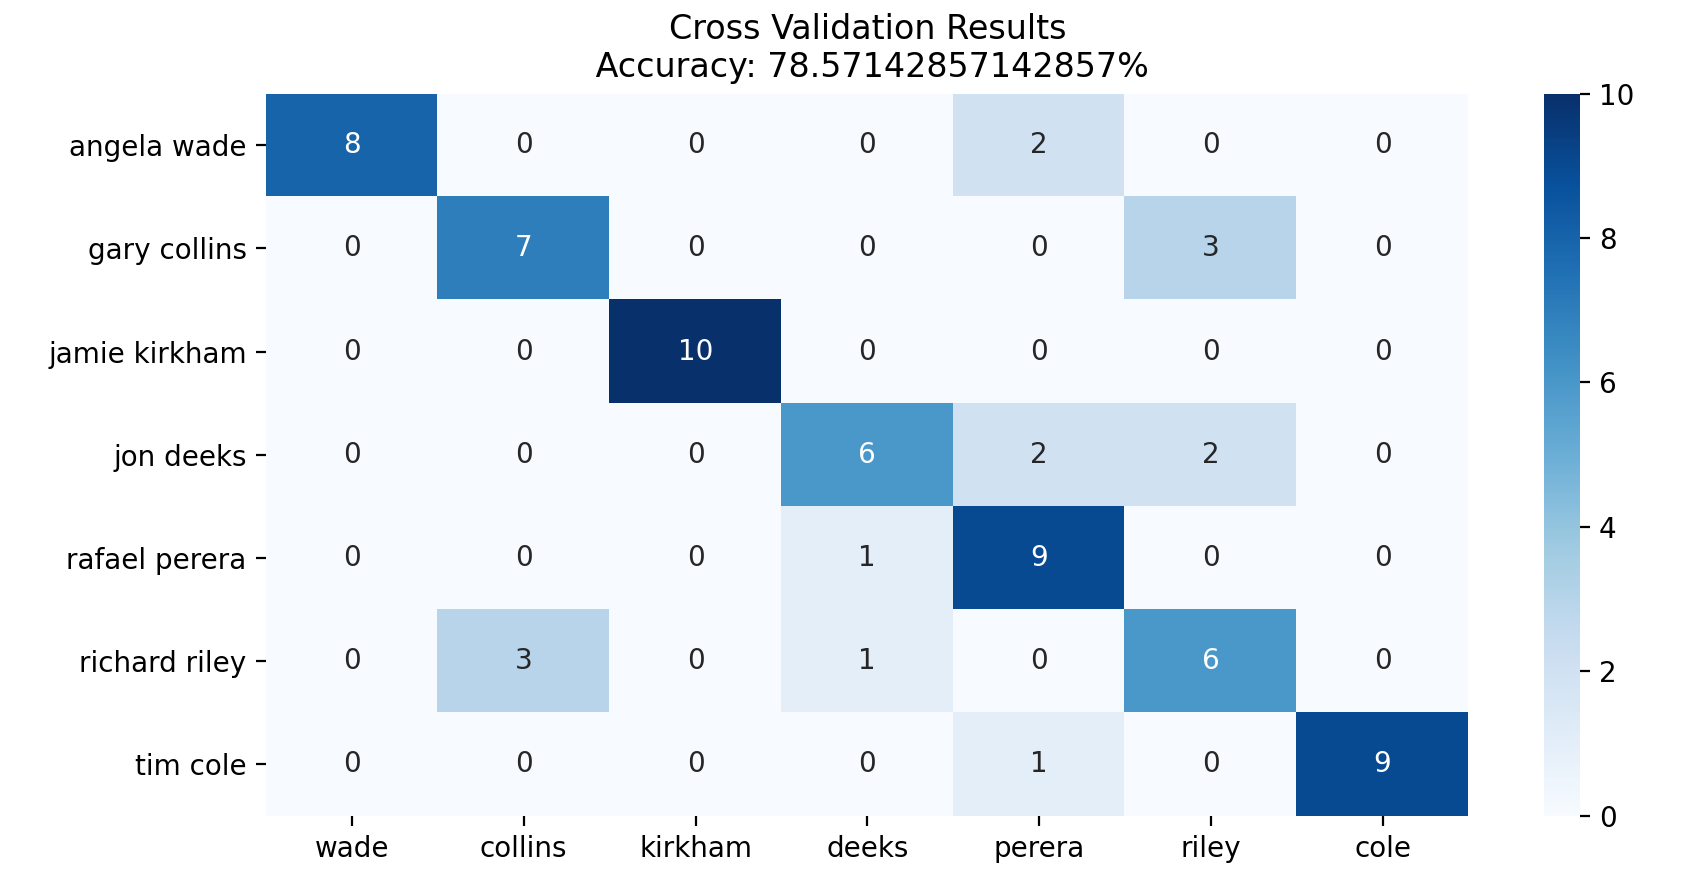 Cross Validation Results
Accuracy: 78.57142857142857%
angela wade 8 0 0 0 2 0 0
gary collins 0 7 0 0 0 3 0
jamie kirkham 0 0 10 0 0 0 0
jon deeks 0 0 0 6 2 2 0
rafael perera 0 0 0 1 9 0 0
richard riley 0 3 0 1 0 6 0
tim cole 0 0 0 0 1 0 9
wade collins kirkham deeks perera riley cole
10
8
6
4
2
0